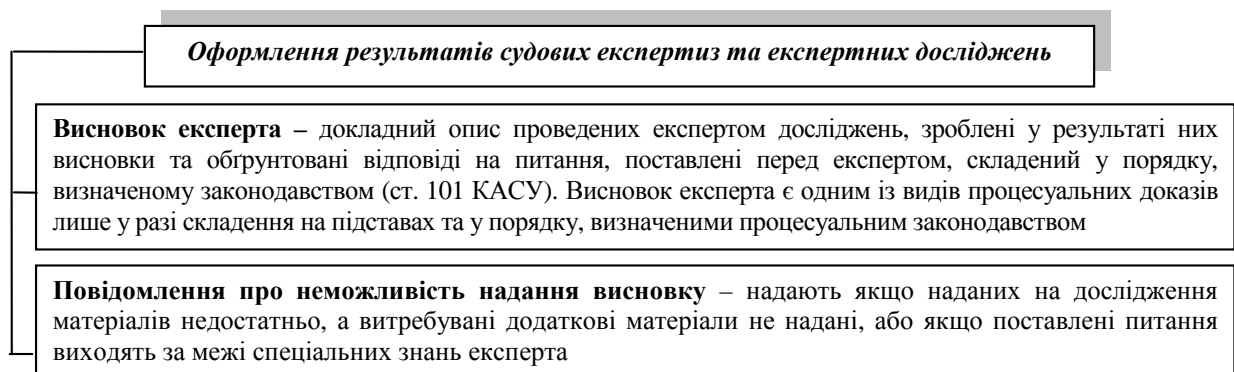 Оформлення результатів судових експертиз та експертних досліджень
Висновок експерта – докладний опис проведених експертом досліджень, зроблені у результаті них
висновки та обґрунтовані відповіді на питання, поставлені перед експертом, складений у порядку,
визначеному законодавством (ст. 101 КАСУ). Висновок експерта є одним із видів процесуальних доказів
лише у разі складення на підставах та у порядку, визначеними процесуальним законодавством
Повідомлення про неможливість надання висновку – надають якщо наданих на дослідження
матеріалів недостатньо, а витребувані додаткові матеріали не надані, або якщо поставлені питання
виходять за межі спеціальних знань експерта